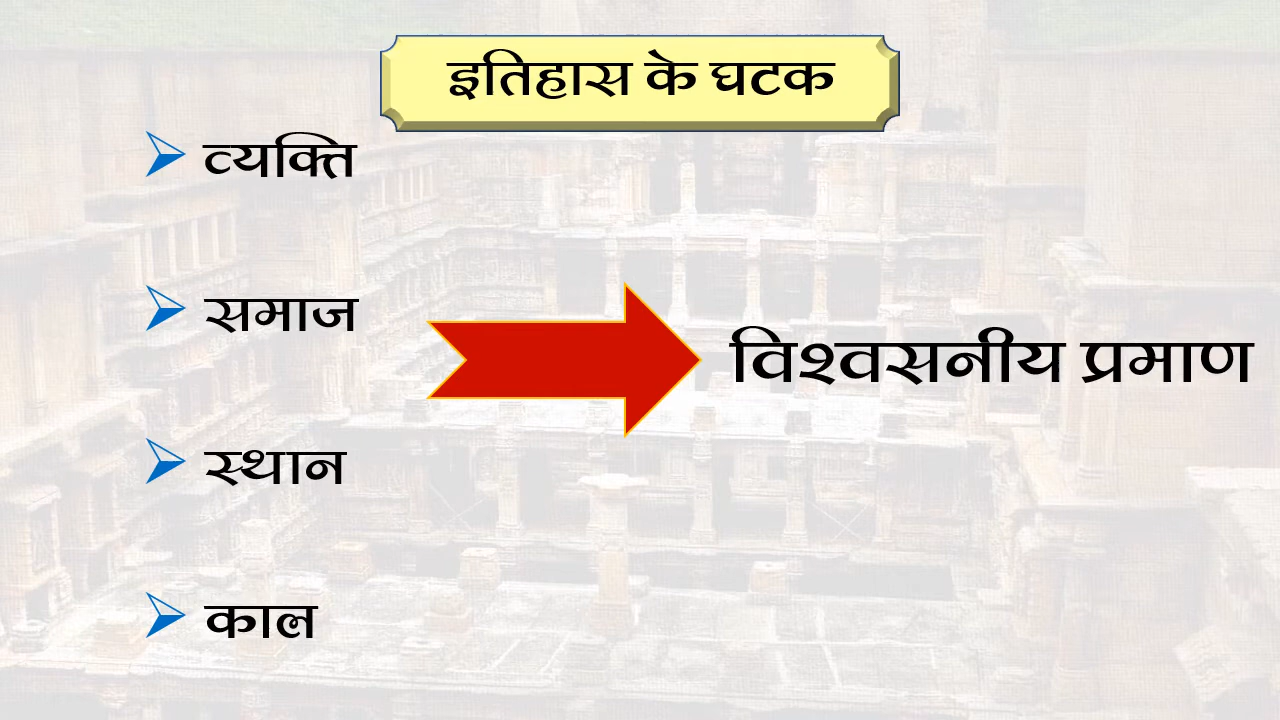 इतिहास के घटक
व्यक्ति
समाज
विश्वसनीय प्रमाण
स्थान
काल